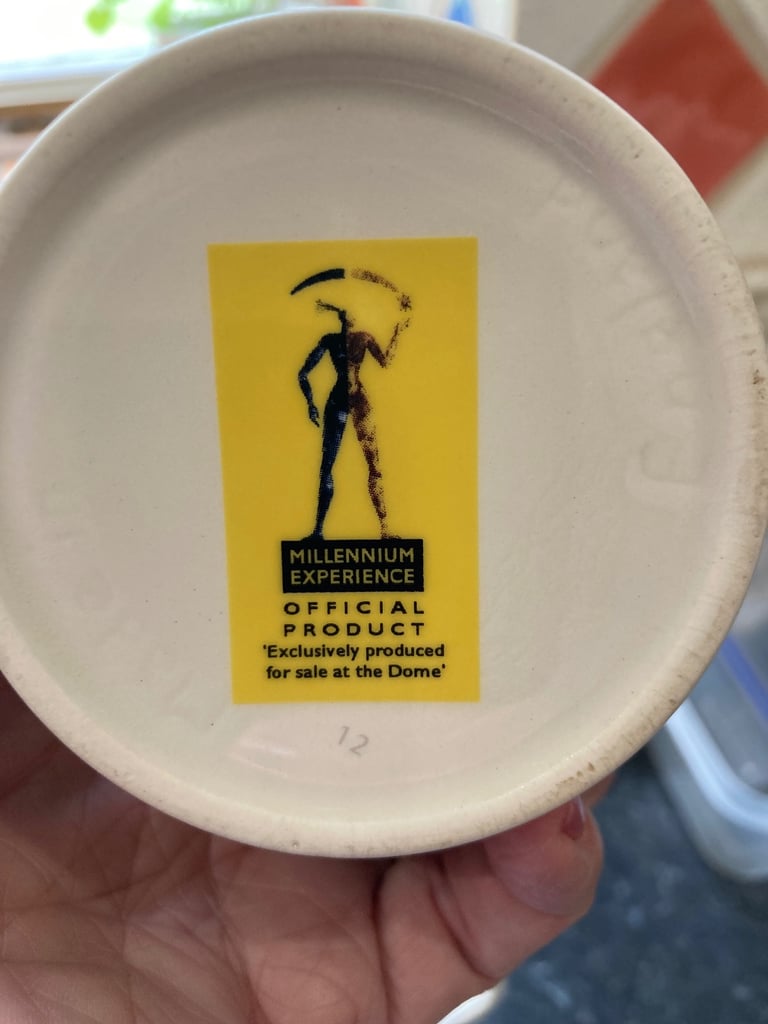 MILLENNIUM
EXPERIENCE
OFFICIAL
PRODUCT
'Exclusively produced
for sale at the Dome'
12